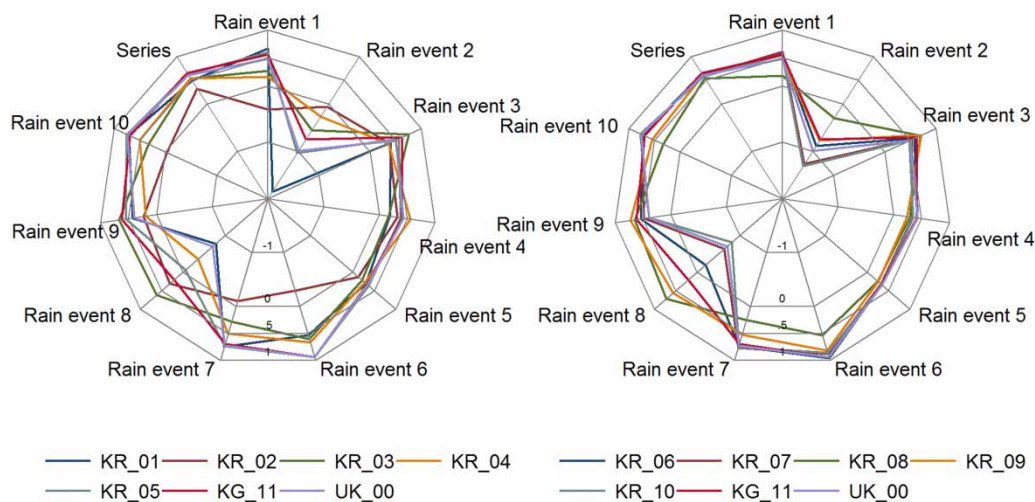 Rain event 1
Series
Rain event 2
Rain event 3
Rain event 10
Rain event 9
Rain event 4
-1
Rain event 8
Rain event 5
0
5
1
Rain event 7
Rain event 6
KR_01
KR_02
KR_03
KR_04
KR_05
KG_11
UK_00
Rain event 1
Series
Rain event 2
Rain event 3
Rain event 10
Rain event 9
Rain event 4
-1
Rain event 8
Rain event 5
0
5
1
Rain event 7
Rain event 6
KR_06
KR_07
KR_08
KR_09
KR_10
KG_11
UK_00